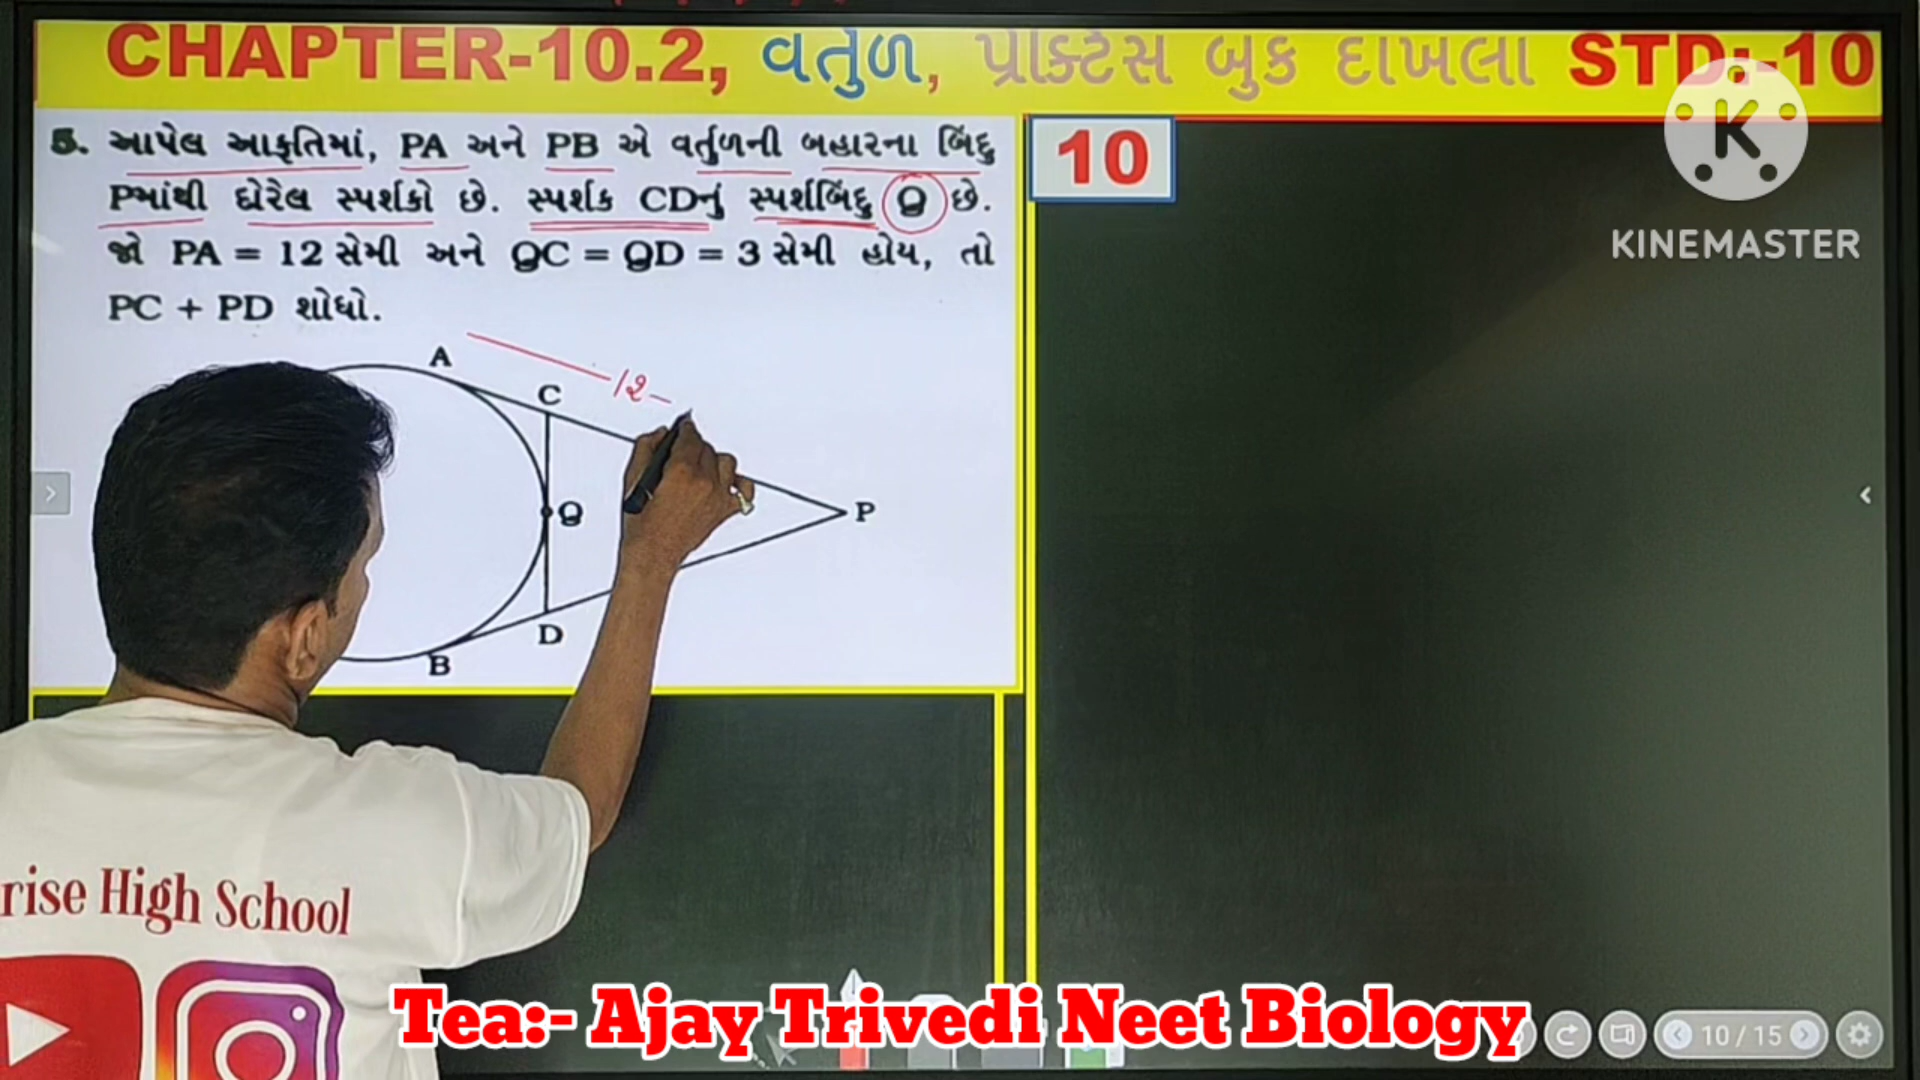 CHAPTER-10.2, વર્તુળ, પ્રેક્ટિસ બુક દાખલા STD:-10
5. આપેલ આકૃતિમાં, PA અને PB એ વર્તુળની બહારના બિંદુ
Pમાંથી દોરેલ સ્પર્શકો છે. સ્પર્શક CDનું સ્પર્શબિંદુ Q છે.
જો PA = 12 સેમી અને QC = QD = 3 સેમી હોય, તો
PC + PD શોધો.
10
KINEMASTER
A
C
12
Q
P
D
B
rise High School
Tea:- Ajay Trivedi Neet Biology
10 / 15